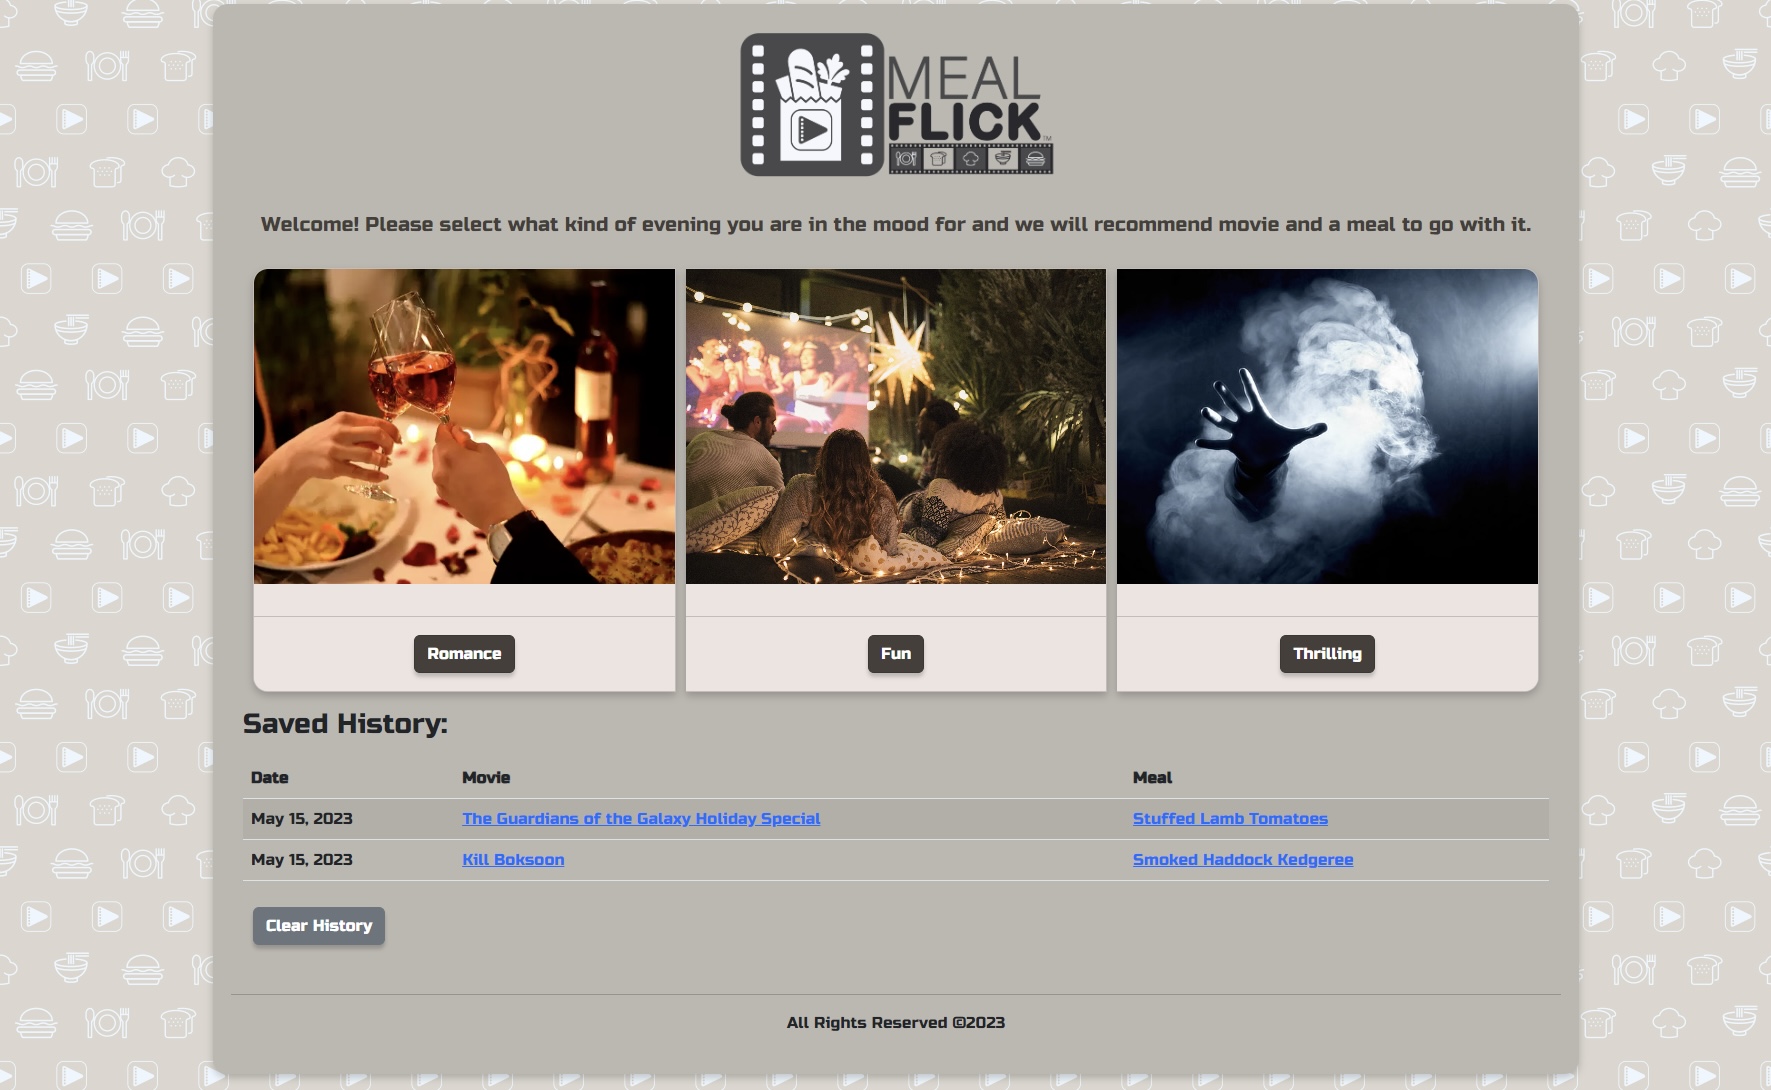 MEAL
FLICK
TM
Welcome! Please select what kind of evening you are in the mood for and we will recommend movie and a meal to go with it.
Romance Fun Thrilling
Saved History:
Date Movie Meal
May 15, 2023 The Guardians of the Galaxy Holiday Special Stuffed Lamb Tomatoes
May 15, 2023 Kill Boksoon Smoked Haddock Kedgeree
Clear History
All Rights Reserved ©2023